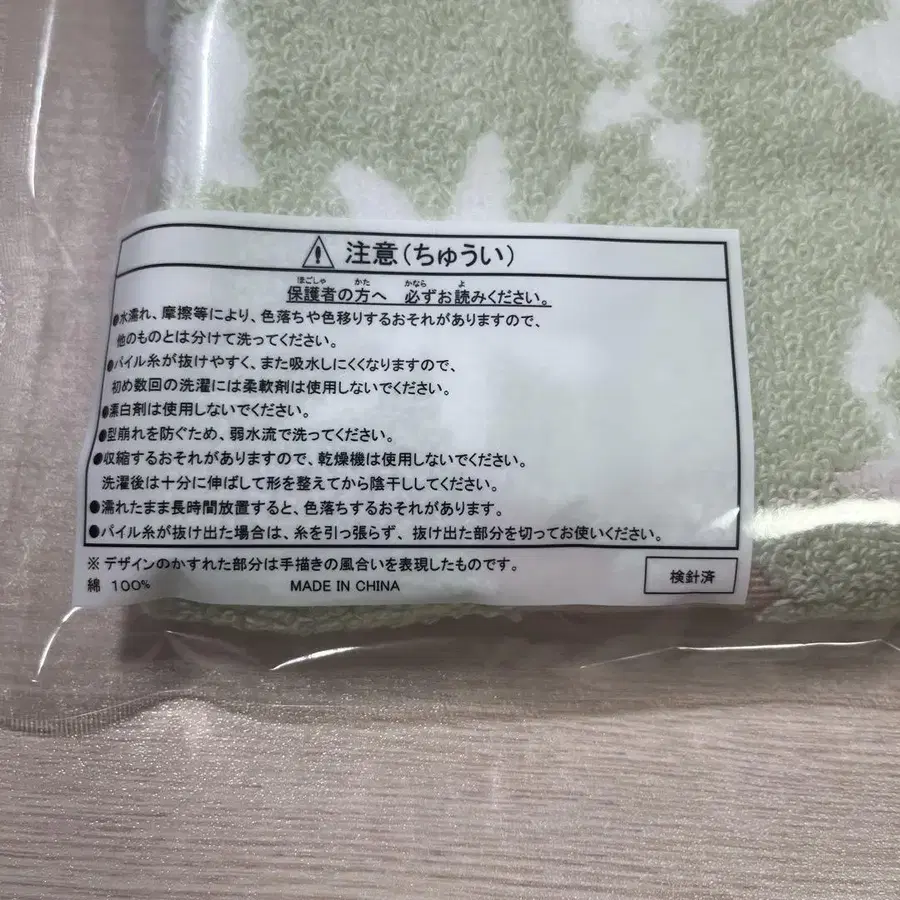 注意(ちゅうい)
ほごしゃ かた かなら よ
保護者の方へ 必ずお読みください。
●水濡れ、摩擦等により、色落ちや色移りするおそれがありますので、
他のものとは分けて洗ってください。
●パイル糸が抜けやすく、また吸水しにくくなりますので、
初め数回の洗濯には柔軟剤は使用しないでください。
●漂白剤は使用しないでください。
●型崩れを防ぐため、弱水流で洗ってください。
●収縮するおそれがありますので、乾燥機は使用しないでください。
洗濯後は十分に伸ばして形を整えてから陰干ししてください。
●濡れたまま長時間放置すると、色落ちするおそれがあります。
●パイル糸が抜け出た場合は、糸を引っ張らず、抜け出た部分を切ってお使いください。
※デザインのかすれた部分は手描きの風合いを表現したものです。
綿 100% MADE IN CHINA 検針済